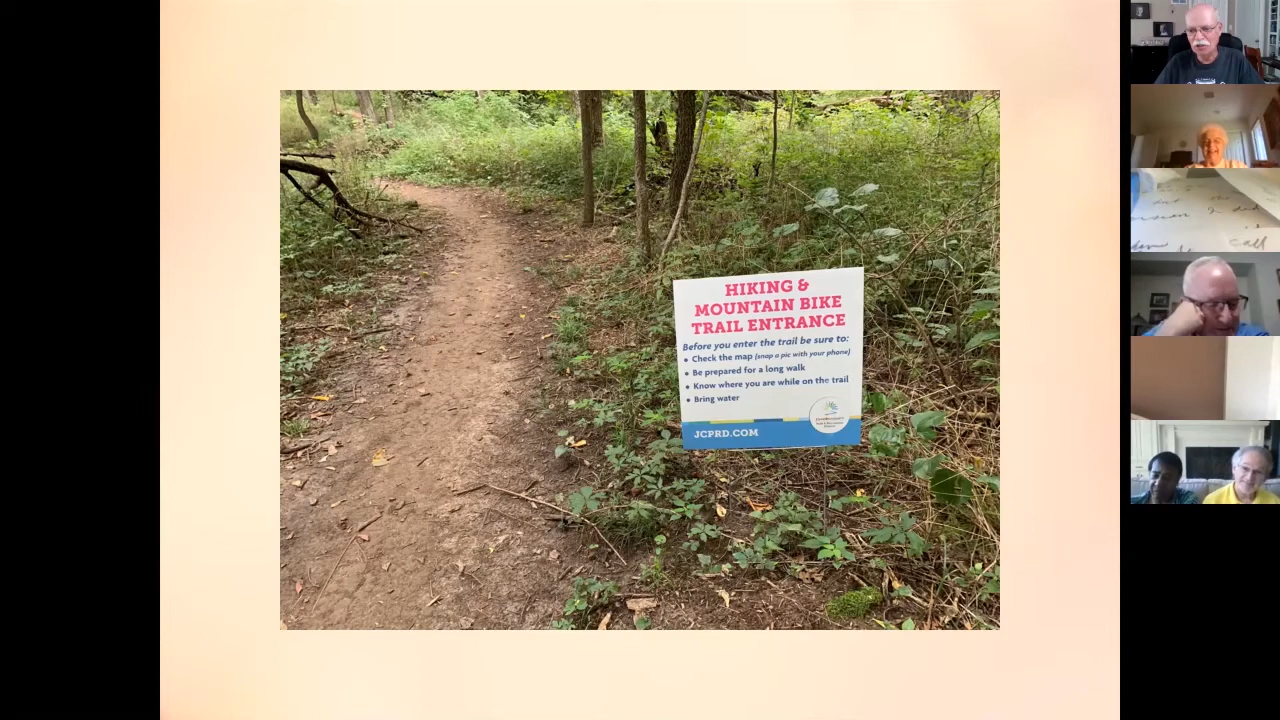 HIKING &
MOUNTAIN BIKE
TRAIL ENTRANCE
Before you enter the trail be sure to:
• Check the map (snap a pic with your phone)
• Be prepared for a long walk
• Know where you are while on the trail
• Bring water
JCPRD.COM
call